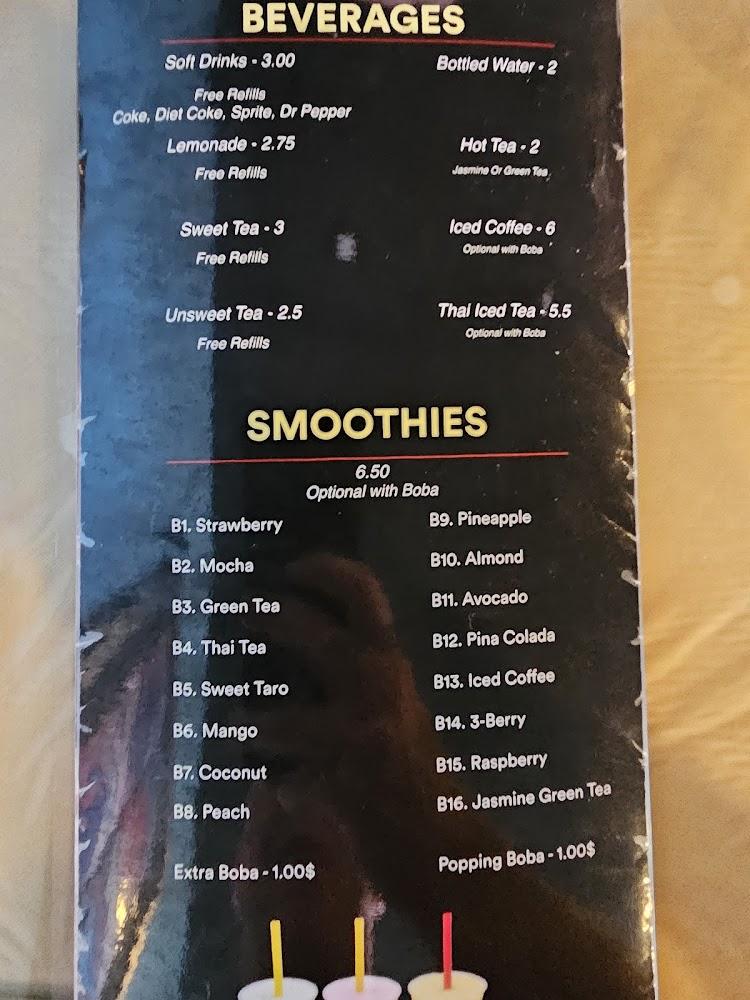 BEVERAGES
Soft Drinks - 3.00
Free Refills
Coke, Diet Coke, Sprite, Dr Pepper
Bottled Water - 2
Lemonade - 2.75
Free Refills
Hot Tea - 2
Jasmine Or Green Tea
Sweet Tea - 3
Free Refills
Iced Coffee - 6
Optional with Boba
Unsweet Tea - 2.5
Free Refills
Thai Iced Tea - 5.5
Optional with Boba
SMOOTHIES
6.50
Optional with Boba
B1. Strawberry
B2. Mocha
B3. Green Tea
B4. Thai Tea
B5. Sweet Taro
B6. Mango
B7. Coconut
B8. Peach
B9. Pineapple
B10. Almond
B11. Avocado
B12. Pina Colada
B13. Iced Coffee
B14. 3-Berry
B15. Raspberry
B16. Jasmine Green Tea
Extra Boba - 1.00$
Popping Boba - 1.00$